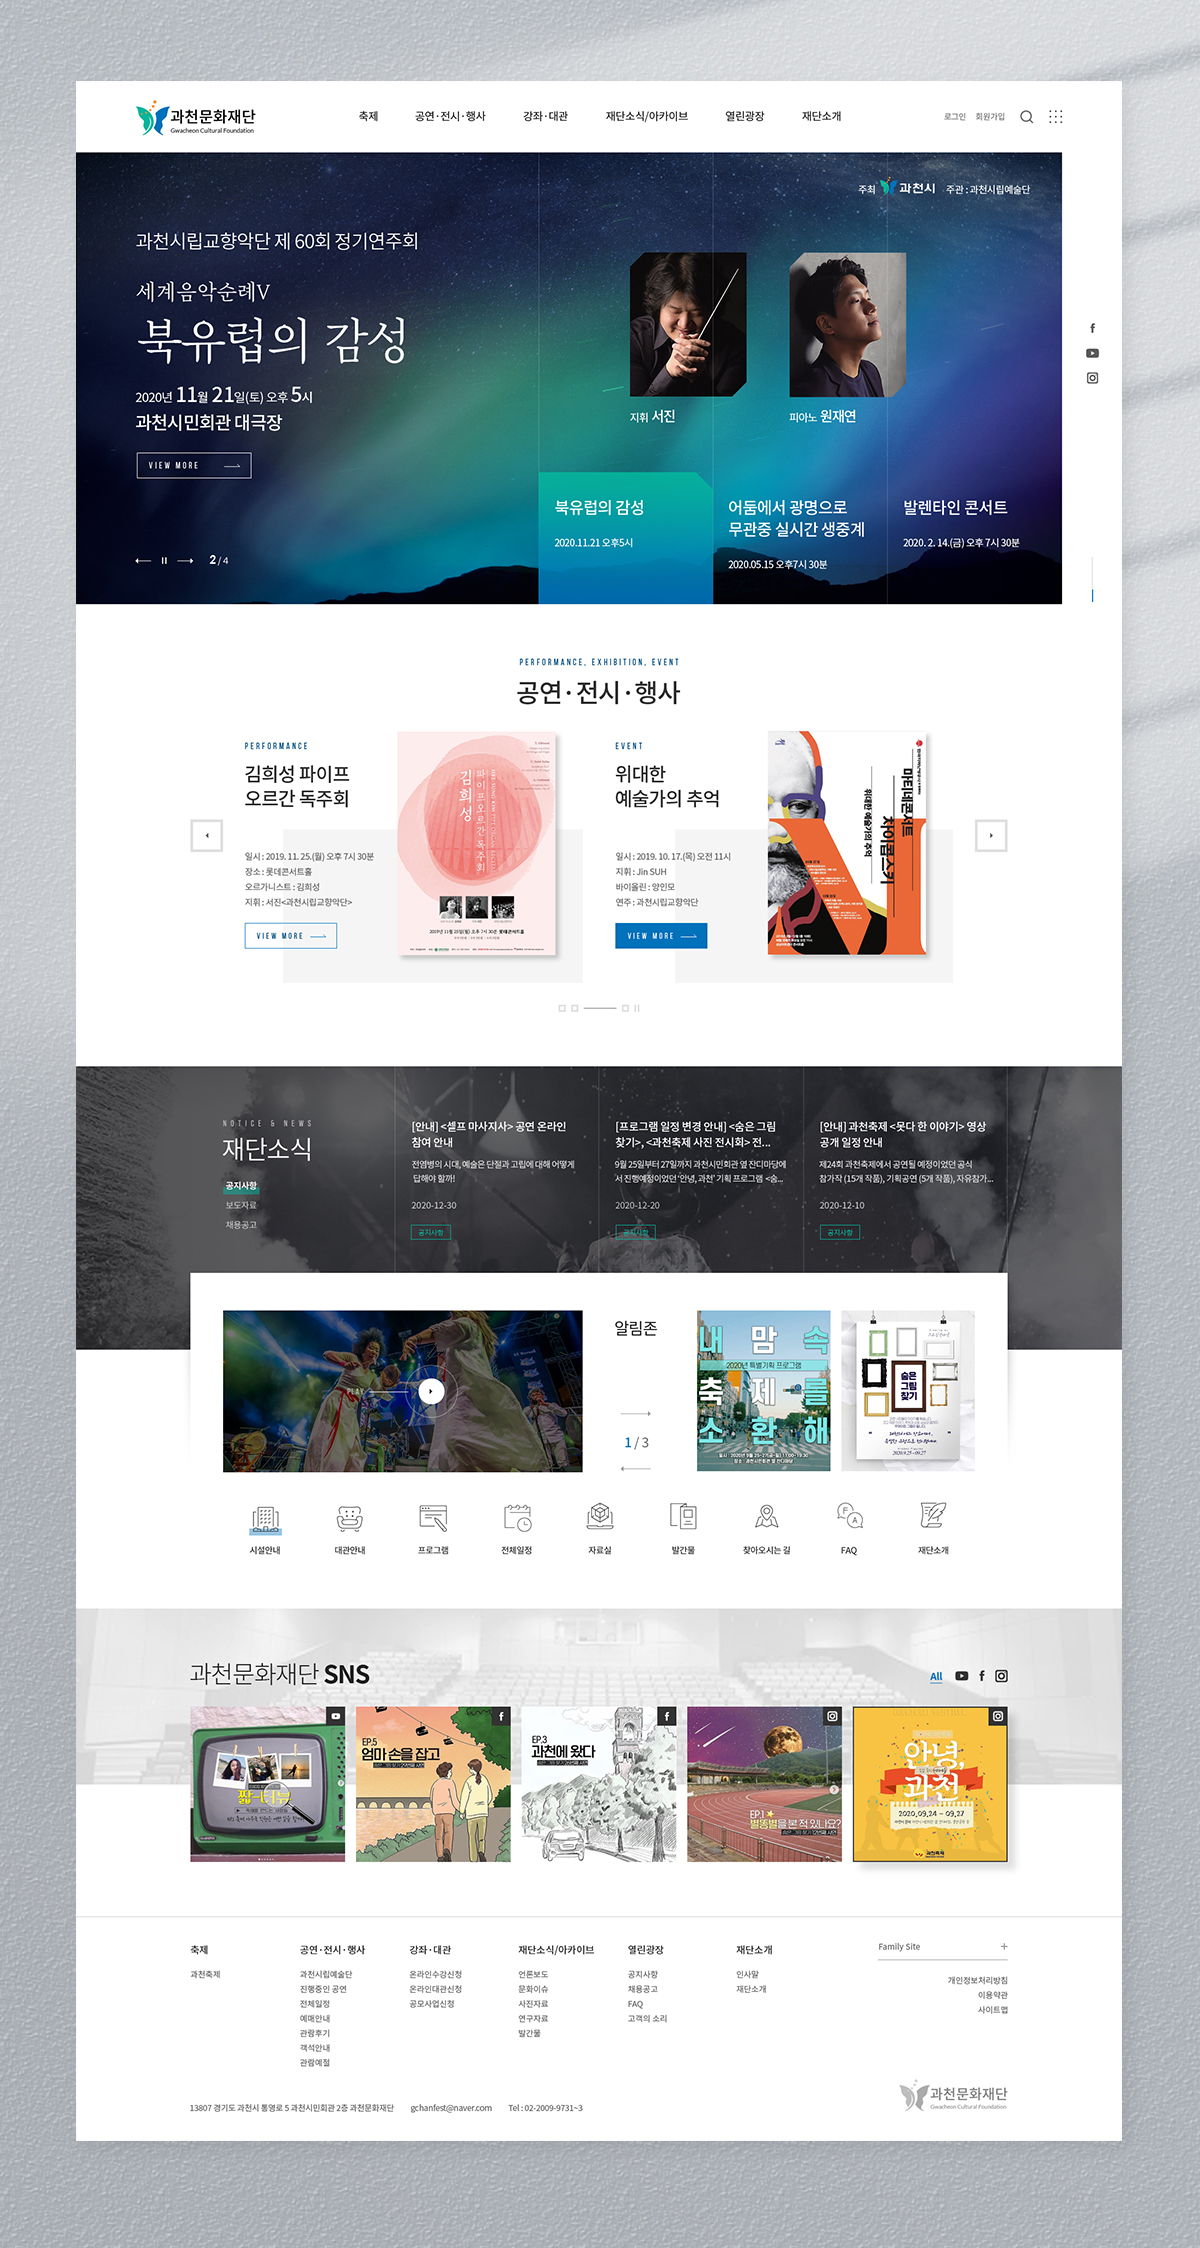 과천문화재단
Gwacheon Cultural Foundation
축제
공연·전시·행사
강좌·대관
재단소식/아카이브
열린광장
재단소개
로그인
회원가입
주최 과천시 주관 : 과천시립예술단
과천시립교향악단 제 60회 정기연주회
세계음악순례V
북유럽의 감성
2020년 11월 21일(토) 오후 5시
과천시민회관 대극장
VIEW MORE
지휘 서진
피아노 원재연
2 / 4
북유럽의 감성
2020.11.21 오후5시
어둠에서 광명으로
무관중 실시간 생중계
2020.05.15 오후7시 30분
발렌타인 콘서트
2020. 2. 14.(금) 오후 7시 30분
PERFORMANCE, EXHIBITION, EVENT
공연·전시·행사
PERFORMANCE
김희성 파이프
오르간 독주회
일시 : 2019. 11. 25.(월) 오후 7시 30분
장소 : 롯데콘서트홀
오르가니스트 : 김희성
지휘 : 서진<과천시립교향악단>
VIEW MORE
김희성
파이프오르간 독주회
2019년 11월 25일(월) 오후 7시 30분 롯데콘서트홀
EVENT
위대한
예술가의 추억
일시 : 2019. 10. 17.(목) 오전 11시
지휘 : Jin SUH
바이올린 : 양인모
연주 : 과천시립교향악단
VIEW MORE
마티네콘서트
차이콥스키
위대한 예술가의 추억
NOTICE & NEWS
재단소식
공지사항
보도자료
채용공고
[안내] <셀프 마사지사> 공연 온라인
참여 안내
전염병의 시대, 예술은 단절과 고립에 대해 어떻게
답해야 할까!
2020-12-30
공지사항
[프로그램 일정 변경 안내] <숨은 그림
찾기>, <과천축제 사진 전시회> 전...
9월 25일부터 27일까지 과천시민회관 옆 잔디마당에
서 진행예정이었던 '안녕, 과천' 기획 프로그램 <숨...
2020-12-20
공지사항
[안내] 과천축제 <못다 한 이야기> 영상
공개 일정 안내
제24회 과천축제에서 공연될 예정이었던 공식
참가작 (15개 작품), 기획공연 (5개 작품), 자유참가...
2020-12-10
공지사항
PLAY
알림존
1 / 3
내 맘 속
2020년 특별기획 프로그램
축 제 를
소 환 해
숨은
그림
찾기
시설안내
대관안내
프로그램
전체일정
자료실
발간물
찾아오시는 길
FAQ
재단소개
과천문화재단 SNS
All
EP.5
엄마 손을 잡고
EP.3
과천에 왔다
EP.1
별똥별을 본 적 있나요?
안녕,
과천
2020.09.24 - 09.27
과천축제
축제
과천축제
공연·전시·행사
과천시립예술단
진행중인 공연
전체일정
예매안내
관람후기
객석안내
관람예절
강좌·대관
온라인수강신청
온라인대관신청
공모사업신청
재단소식/아카이브
언론보도
문화이슈
사진자료
연구자료
발간물
열린광장
공지사항
채용공고
FAQ
고객의 소리
재단소개
인사말
재단소개
Family Site
개인정보처리방침
이용약관
사이트맵
13807 경기도 과천시 통영로 5 과천시민회관 2층 과천문화재단
gchanfest@naver.com
Tel : 02-2009-9731~3
과천문화재단
Gwacheon Cultural Foundation